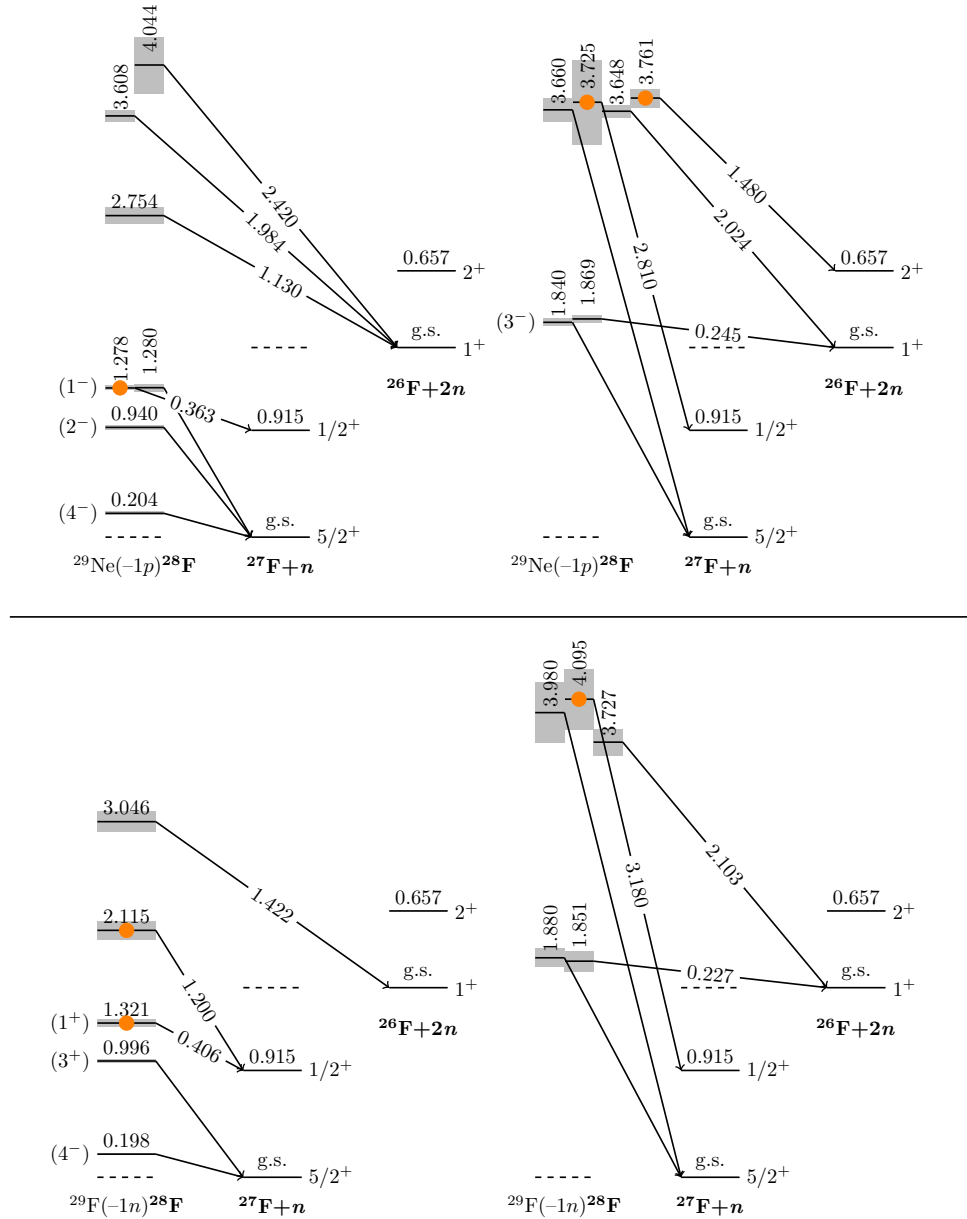 4.044
3.608
2.754
2.420
1.984
1.130
0.657 2⁺
g.s. 1⁺
²⁶F+2n
1.278 1.280
(1⁻)
0.363
0.940
(2⁻)
0.915 1/2⁺
0.204
(4⁻)
g.s. 5/2⁺
²⁹Ne(–1p)²⁸F ²⁷F+n
3.660 3.725 3.648 3.761
1.480
2.024
2.810
0.657 2⁺
1.840 1.869
(3⁻)
0.245
g.s. 1⁺
²⁶F+2n
0.915 1/2⁺
g.s. 5/2⁺
²⁹Ne(–1p)²⁸F ²⁷F+n
3.046
1.422
0.657 2⁺
2.115
1.200
g.s. 1⁺
²⁶F+2n
(1⁺) 1.321
0.406
(3⁺) 0.996
0.915 1/2⁺
(4⁻) 0.198
g.s. 5/2⁺
²⁹F(–1n)²⁸F ²⁷F+n
3.980 4.095 3.727
2.103
3.180
0.657 2⁺
1.880 1.851
0.227
g.s. 1⁺
²⁶F+2n
0.915 1/2⁺
g.s. 5/2⁺
²⁹F(–1n)²⁸F ²⁷F+n